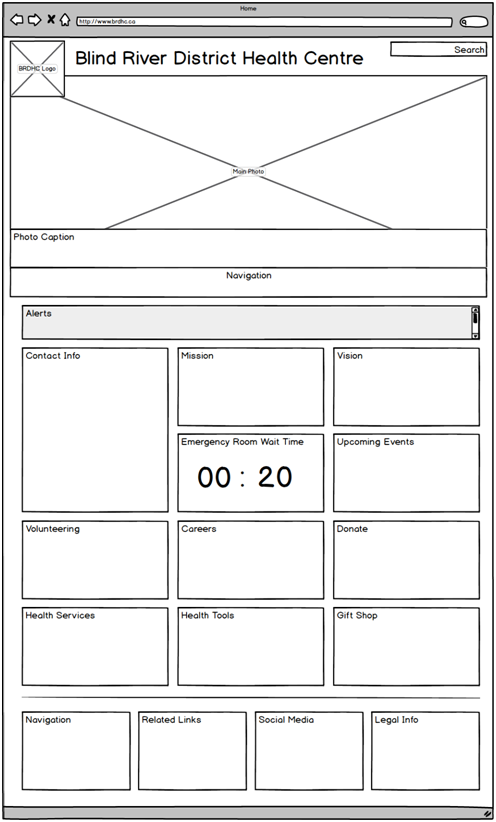 Home
http://www.brdhc.ca
BRDHC Logo
Blind River District Health Centre
Search
Main Photo
Photo Caption
Navigation
Alerts
Contact Info
Mission
Vision
Emergency Room Wait Time
00 : 20
Upcoming Events
Volunteering
Careers
Donate
Health Services
Health Tools
Gift Shop
Navigation
Related Links
Social Media
Legal Info